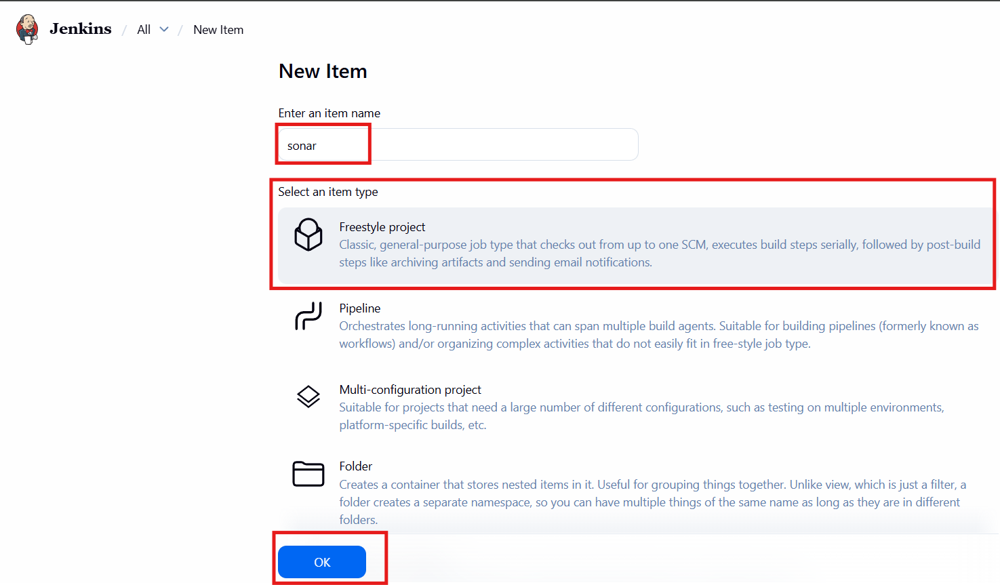 Jenkins / All / New Item
New Item
Enter an item name
sonar
Select an item type
Freestyle project
Classic, general-purpose job type that checks out from up to one SCM, executes build steps serially, followed by post-build
steps like archiving artifacts and sending email notifications.
Pipeline
Orchestrates long-running activities that can span multiple build agents. Suitable for building pipelines (formerly known as
workflows) and/or organizing complex activities that do not easily fit in free-style job type.
Multi-configuration project
Suitable for projects that need a large number of different configurations, such as testing on multiple environments,
platform-specific builds, etc.
Folder
Creates a container that stores nested items in it. Useful for grouping things together. Unlike view, which is just a filter, a
folder creates a separate namespace, so you can have multiple things of the same name as long as they are in different
folders.
OK